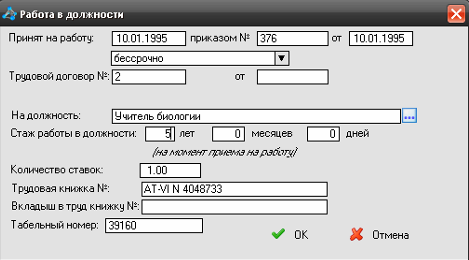 Работа в должности
Принят на работу: 10.01.1995 приказом № 376 от 10.01.1995
бессрочно
Трудовой договор №: 2 от
На должность: Учитель биологии ...
Стаж работы в должности: 5 лет 0 месяцев 0 дней
(на момент приема на работу)
Количество ставок: 1.00
Трудовая книжка №: AT-VI N 4048733
Вкладыш в труд книжку №:
Табельный номер: 39160
OK Отмена